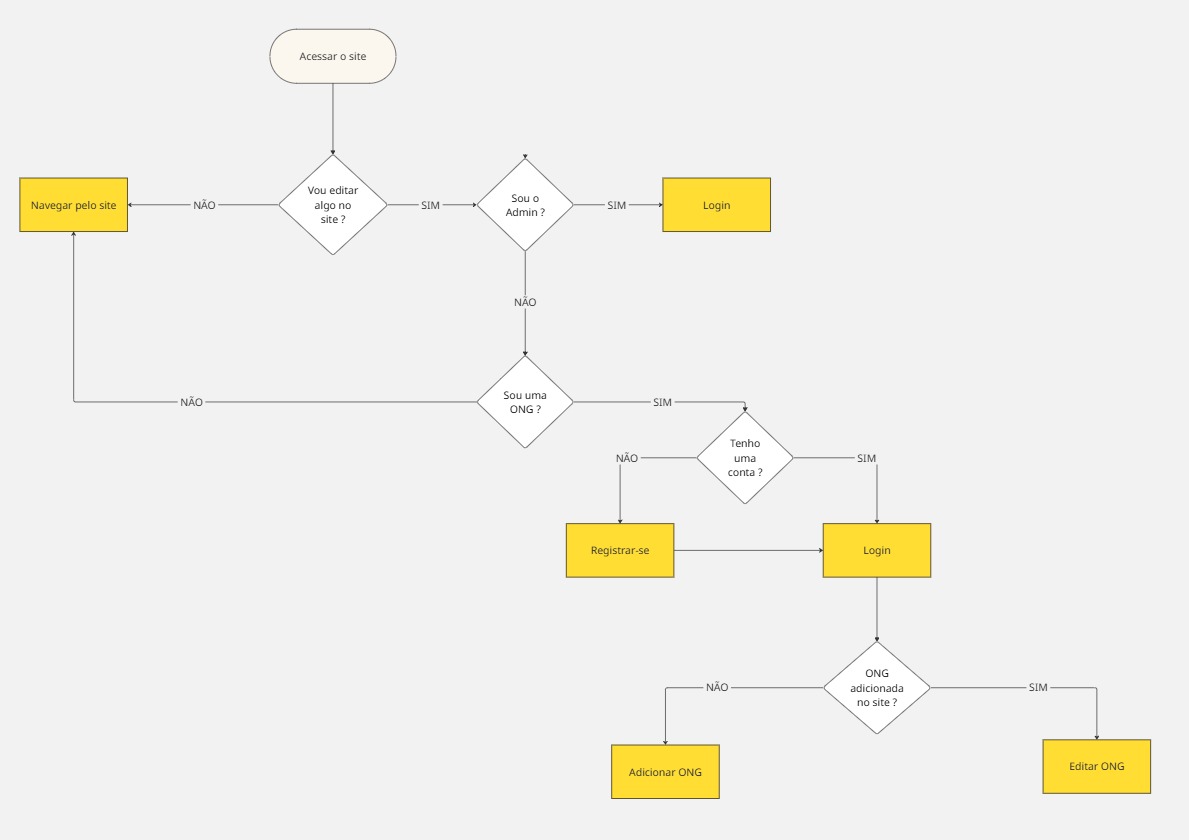 Acessar o site
Vou editar
algo no
site ?
NÃO
Navegar pelo site
SIM
Sou o
Admin ?
SIM
Login
NÃO
Sou uma
ONG ?
NÃO
SIM
Tenho
uma
conta ?
NÃO
SIM
Registrar-se
Login
ONG
adicionada
no site ?
NÃO
SIM
Adicionar ONG
Editar ONG